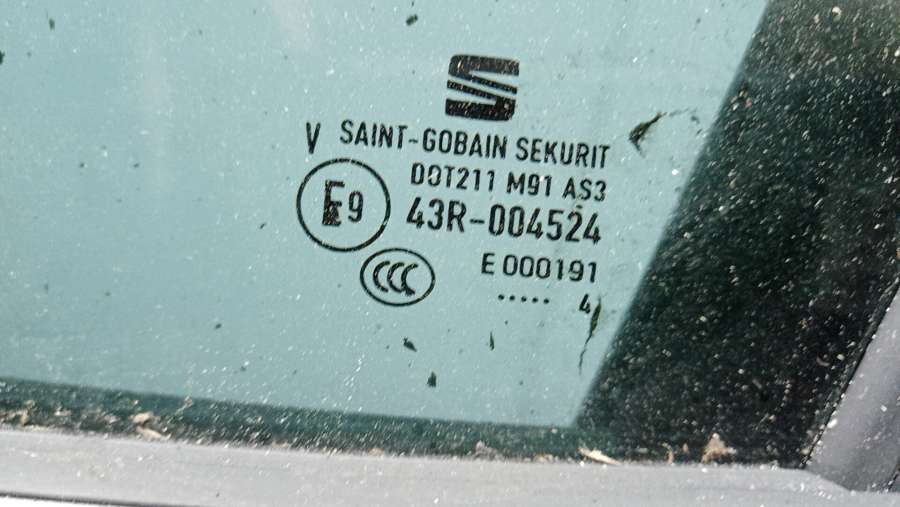 V SAINT-GOBAIN SEKURIT
DOT211 M91 AS3
E9 43R-004524
E 000191
CCC
..... 4